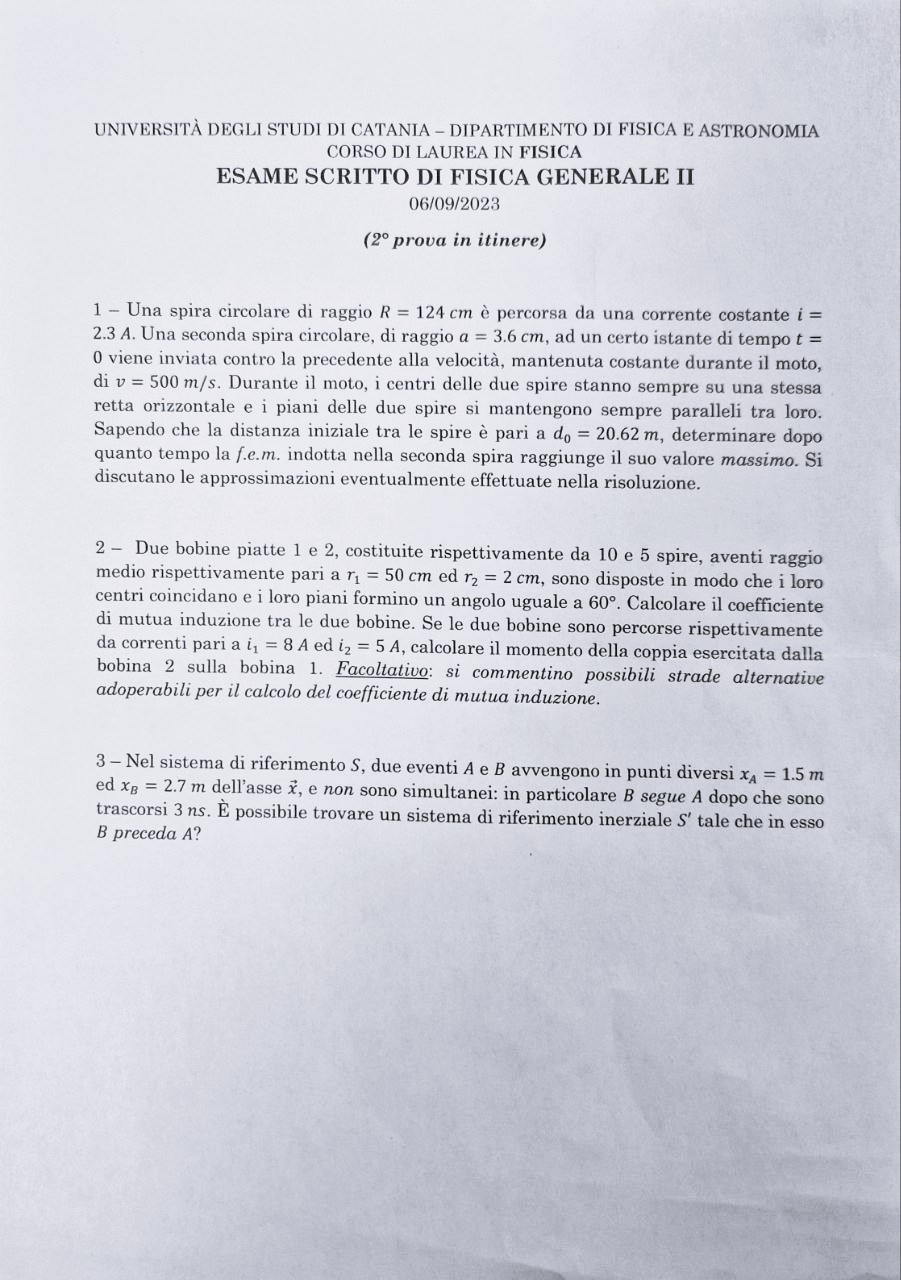 UNIVERSITÀ DEGLI STUDI DI CATANIA – DIPARTIMENTO DI FISICA E ASTRONOMIA
CORSO DI LAUREA IN FISICA
ESAME SCRITTO DI FISICA GENERALE II
06/09/2023
(2° prova in itinere)
1 – Una spira circolare di raggio R = 124 cm è percorsa da una corrente costante i =
2.3 A. Una seconda spira circolare, di raggio a = 3.6 cm, ad un certo istante di tempo t =
0 viene inviata contro la precedente alla velocità, mantenuta costante durante il moto,
di v = 500 m/s. Durante il moto, i centri delle due spire stanno sempre su una stessa
retta orizzontale e i piani delle due spire si mantengono sempre paralleli tra loro.
Sapendo che la distanza iniziale tra le spire è pari a d₀ = 20.62 m, determinare dopo
quanto tempo la f.e.m. indotta nella seconda spira raggiunge il suo valore massimo. Si
discutano le approssimazioni eventualmente effettuate nella risoluzione.
2 – Due bobine piatte 1 e 2, costituite rispettivamente da 10 e 5 spire, aventi raggio
medio rispettivamente pari a r₁ = 50 cm ed r₂ = 2 cm, sono disposte in modo che i loro
centri coincidano e i loro piani formino un angolo uguale a 60°. Calcolare il coefficiente
di mutua induzione tra le due bobine. Se le due bobine sono percorse rispettivamente
da correnti pari a i₁ = 8 A ed i₂ = 5 A, calcolare il momento della coppia esercitata dalla
bobina 2 sulla bobina 1. Facoltativo: si commentino possibili strade alternative
adoperabili per il calcolo del coefficiente di mutua induzione.
3 – Nel sistema di riferimento S, due eventi A e B avvengono in punti diversi x_A = 1.5 m
ed x_B = 2.7 m dell'asse x⃗, e non sono simultanei: in particolare B segue A dopo che sono
trascorsi 3 ns. È possibile trovare un sistema di riferimento inerziale S′ tale che in esso
B preceda A?